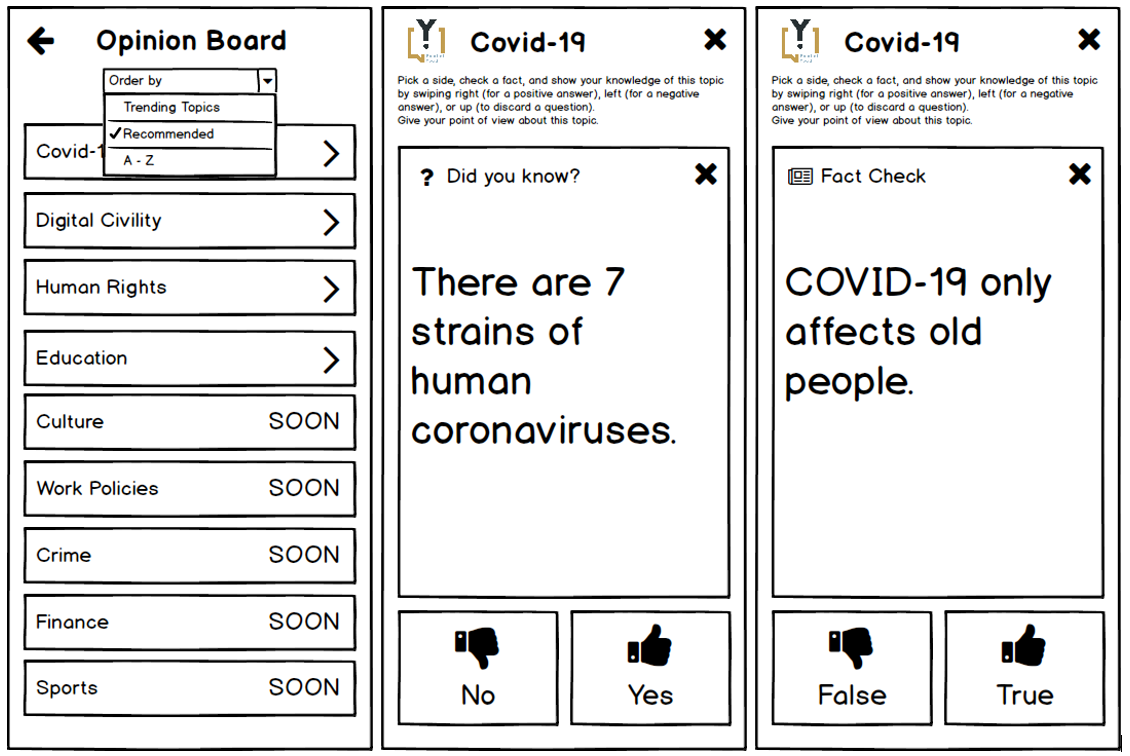 Opinion Board
Order by
Trending Topics
Recommended
A - Z
Covid-1
Digital Civility
Human Rights
Education
Culture SOON
Work Policies SOON
Crime SOON
Finance SOON
Sports SOON
Covid-19
Pick a side, check a fact, and show your knowledge of this topic
by swiping right (for a positive answer), left (for a negative
answer), or up (to discard a question).
Give your point of view about this topic.
? Did you know?
There are 7
strains of
human
coronaviruses.
No
Yes
Covid-19
Pick a side, check a fact, and show your knowledge of this topic
by swiping right (for a positive answer), left (for a negative
answer), or up (to discard a question).
Give your point of view about this topic.
Fact Check
COVID-19 only
affects old
people.
False
True